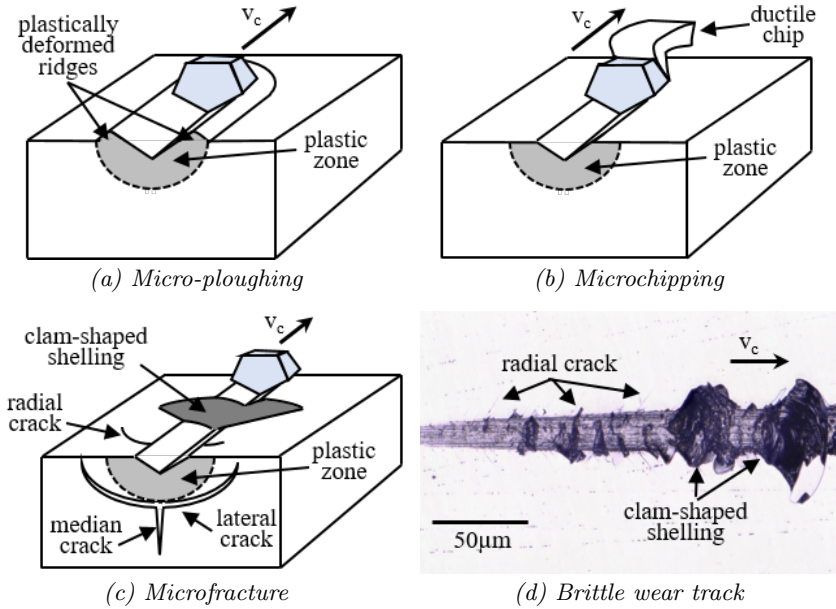 v_c
plastically
deformed
ridges
plastic
zone
(a) Micro-ploughing
v_c
ductile
chip
plastic
zone
(b) Microchipping
v_c
clam-shaped
shelling
radial
crack
plastic
zone
median
crack
lateral
crack
(c) Microfracture
v_c
radial crack
clam-shaped
shelling
50μm
(d) Brittle wear track